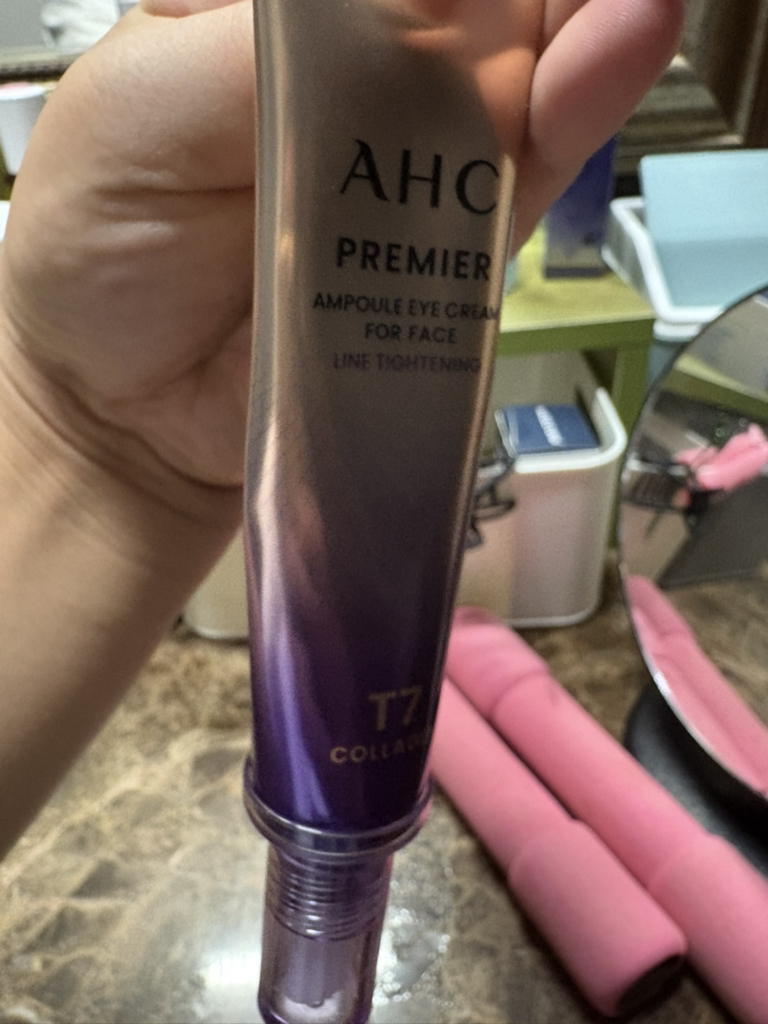 AHC
PREMIER
AMPOULE EYE CREAM
FOR FACE
LINE TIGHTENING
T7